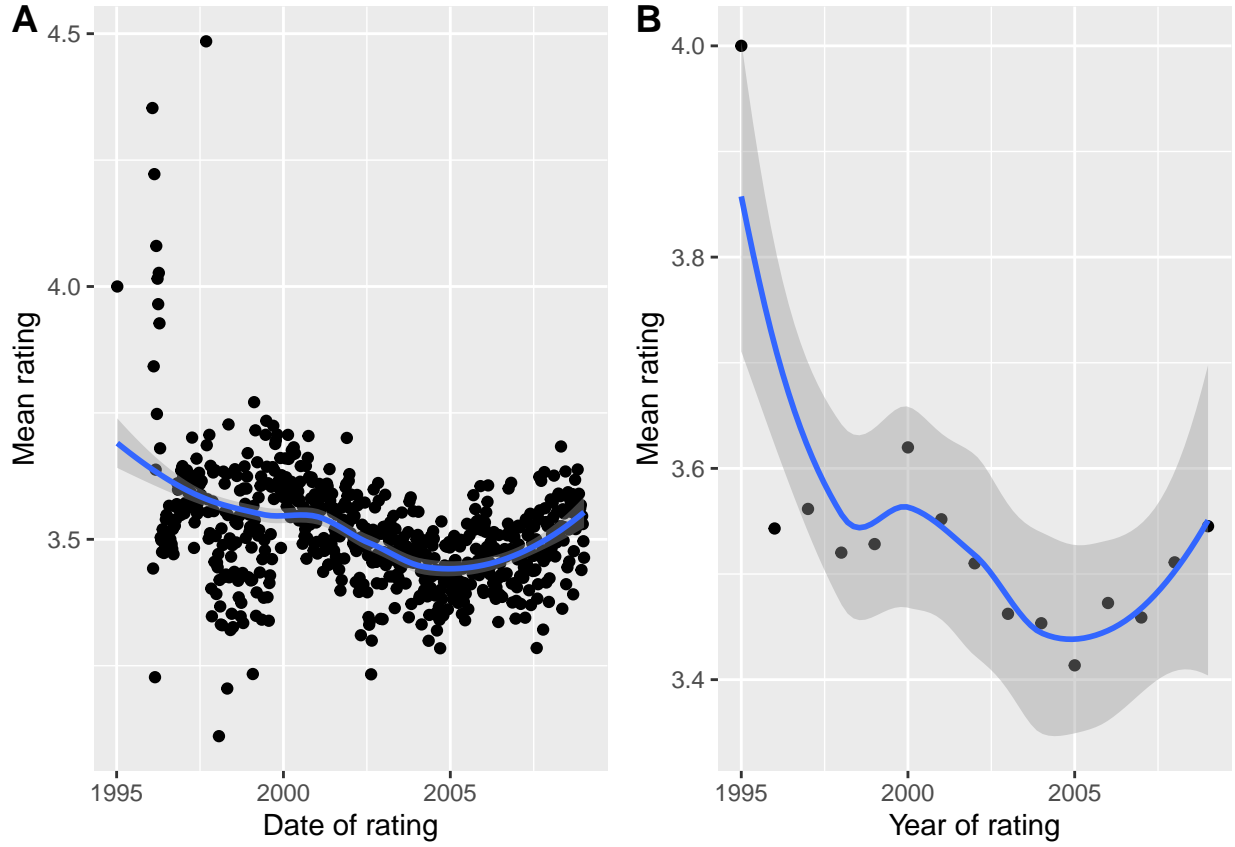 A
4.5
4.0
3.5
Mean rating
1995
2000
2005
Date of rating
B
4.0
3.8
3.6
3.4
Mean rating
1995
2000
2005
Year of rating